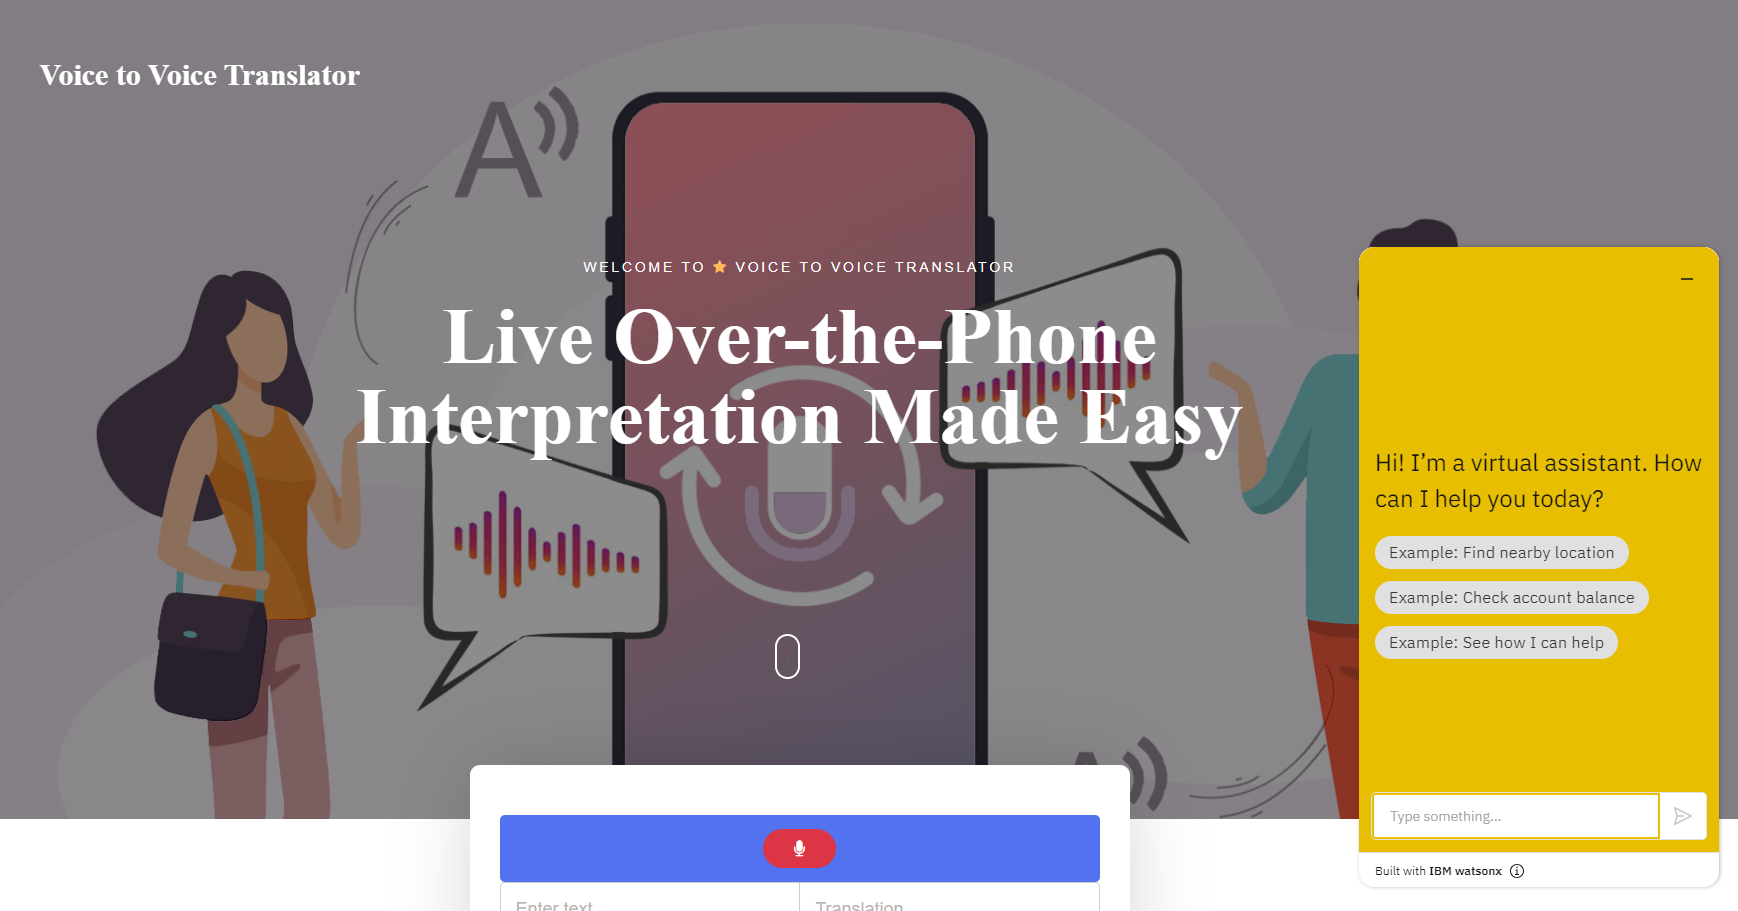 Voice to Voice Translator
A
WELCOME TO ⭐ VOICE TO VOICE TRANSLATOR
Live Over-the-Phone
Interpretation Made Easy
Hi! I’m a virtual assistant. How
can I help you today?
Example: Find nearby location
Example: Check account balance
Example: See how I can help
Type something...
Built with IBM watsonx
A
Enter text
Translation